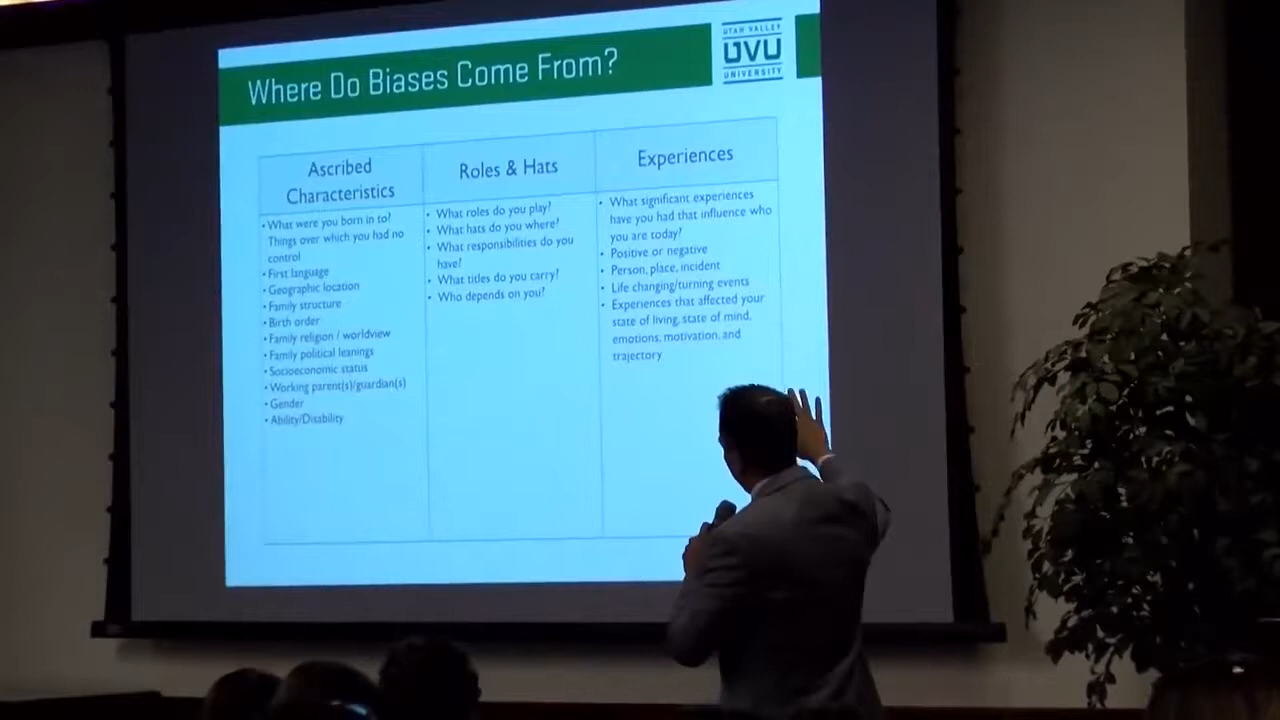 Where Do Biases Come From?
UTAH VALLEY
UVU
UNIVERSITY
Ascribed
Characteristics
• What were you born in to?
Things over which you had no
control
• First language
• Geographic location
• Family structure
• Birth order
• Family religion / worldview
• Family political leanings
• Socioeconomic status
• Working parent(s)/guardian(s)
• Gender
• Ability/Disability
Roles & Hats
• What roles do you play?
• What hats do you where?
• What responsibilities do you
have?
• What titles do you carry?
• Who depends on you?
Experiences
• What significant experiences
have you had that influence who
you are today?
• Positive or negative
• Person, place, incident
• Life changing/turning events
• Experiences that affected your
state of living, state of mind,
emotions, motivation, and
trajectory